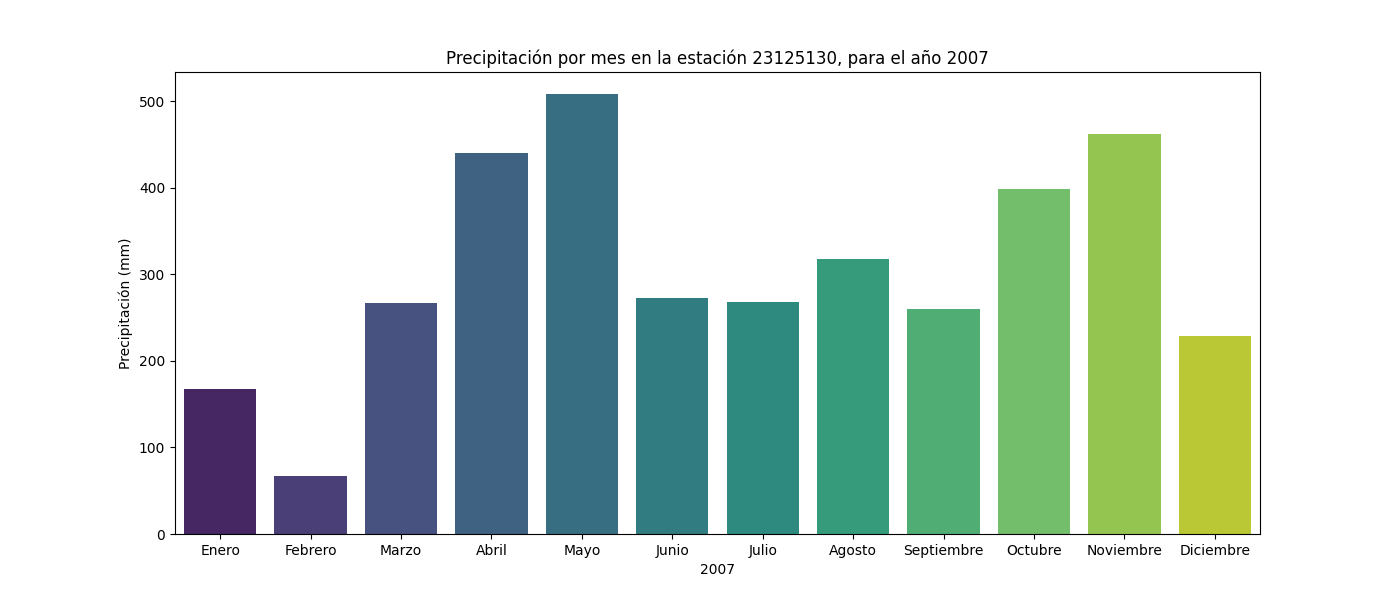 Precipitación por mes en la estación 23125130, para el año 2007
Precipitación (mm)
500
400
300
200
100
0
Enero Febrero Marzo Abril Mayo Junio Julio Agosto Septiembre Octubre Noviembre Diciembre
2007